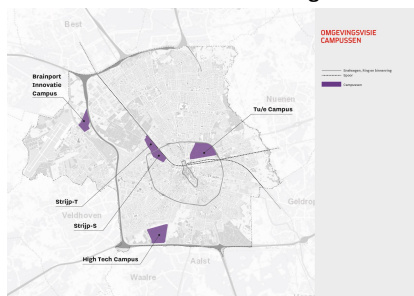 OMGEVINGSVISIE
CAMPUSSEN
Best
Brainport
Innovatie
Campus
Nuenen
Tu/e Campus
Spoor
Campussen
Strijp-T
Veldhoven
Strijp-S
Geldrop
High Tech Campus
Aalst
Waalre